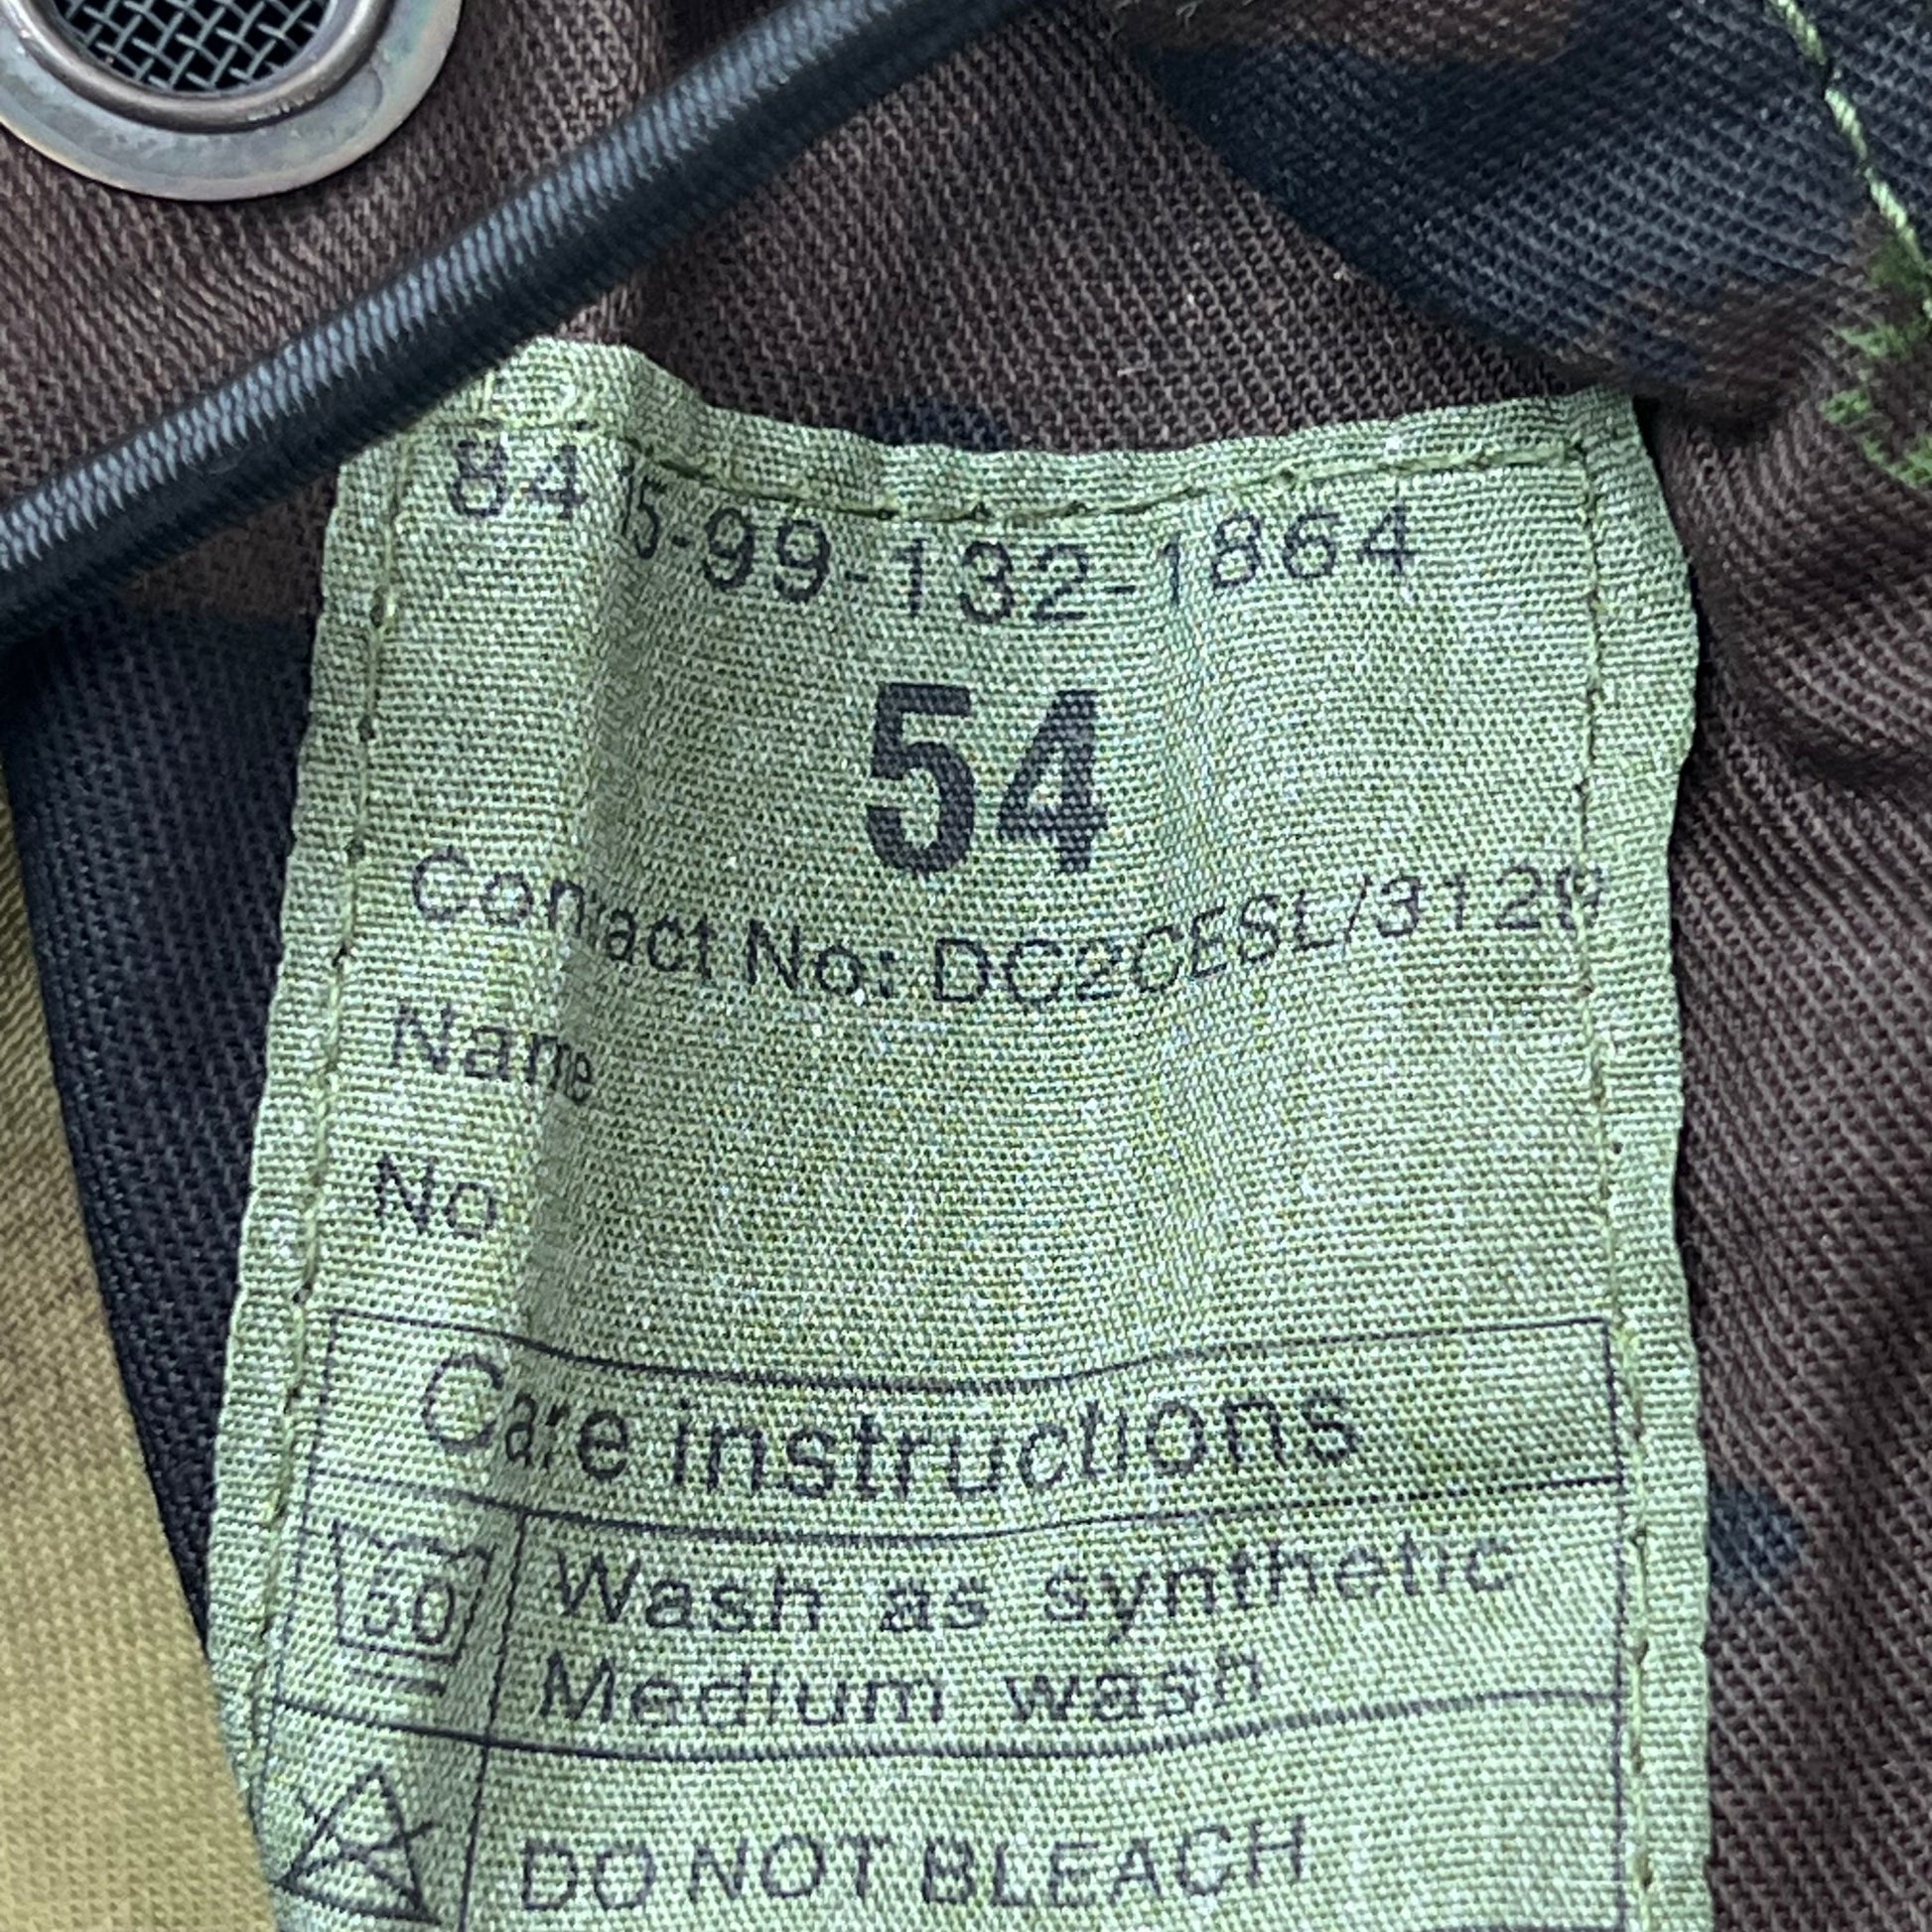 8415-99-132-1864
54
Contract No: DC2CESL/3129
Name
No
Care instructions
30
Wash as synthetic
Medium wash
DO NOT BLEACH